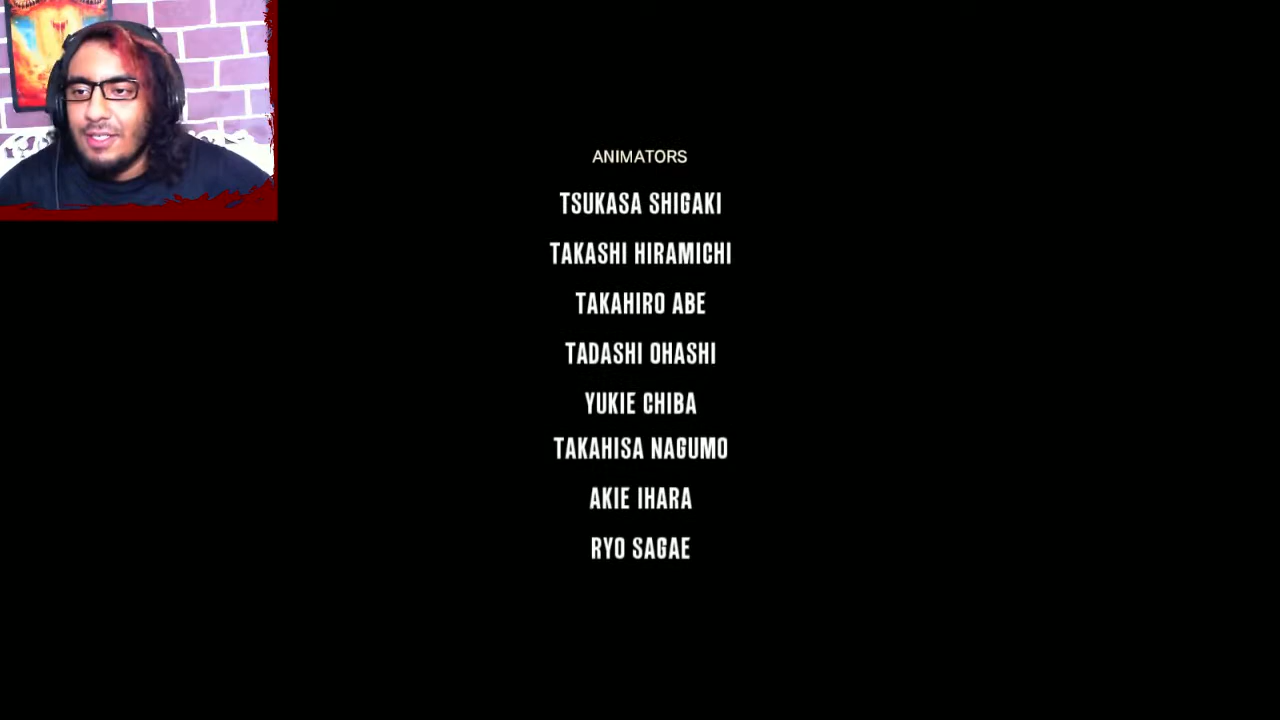 ANIMATORS
TSUKASA SHIGAKI
TAKASHI HIRAMICHI
TAKAHIRO ABE
TADASHI OHASHI
YUKIE CHIBA
TAKAHISA NAGUMO
AKIE IHARA
RYO SAGAE